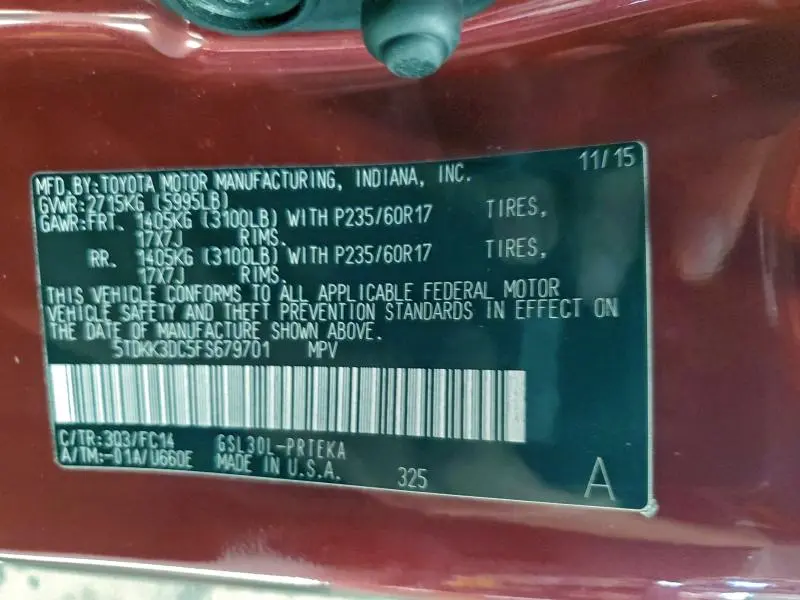 11/15
MFD.BY:TOYOTA MOTOR MANUFACTURING, INDIANA, INC.
GVWR:2715KG (5995LB)
GAWR:FRT. 1405KG (3100LB) WITH P235/60R17 TIRES,
17X7J RIMS.
RR. 1405KG (3100LB) WITH P235/60R17 TIRES,
17X7J RIMS.
THIS VEHICLE CONFORMS TO ALL APPLICABLE FEDERAL MOTOR
VEHICLE SAFETY AND THEFT PREVENTION STANDARDS IN EFFECT ON
THE DATE OF MANUFACTURE SHOWN ABOVE.
5TDKK3DC5FS679701 MPV
C/TR:3Q3/FC14 GSL30L-PRTEKA
A/TM:-01A/U660E MADE IN U.S.A. 325 A